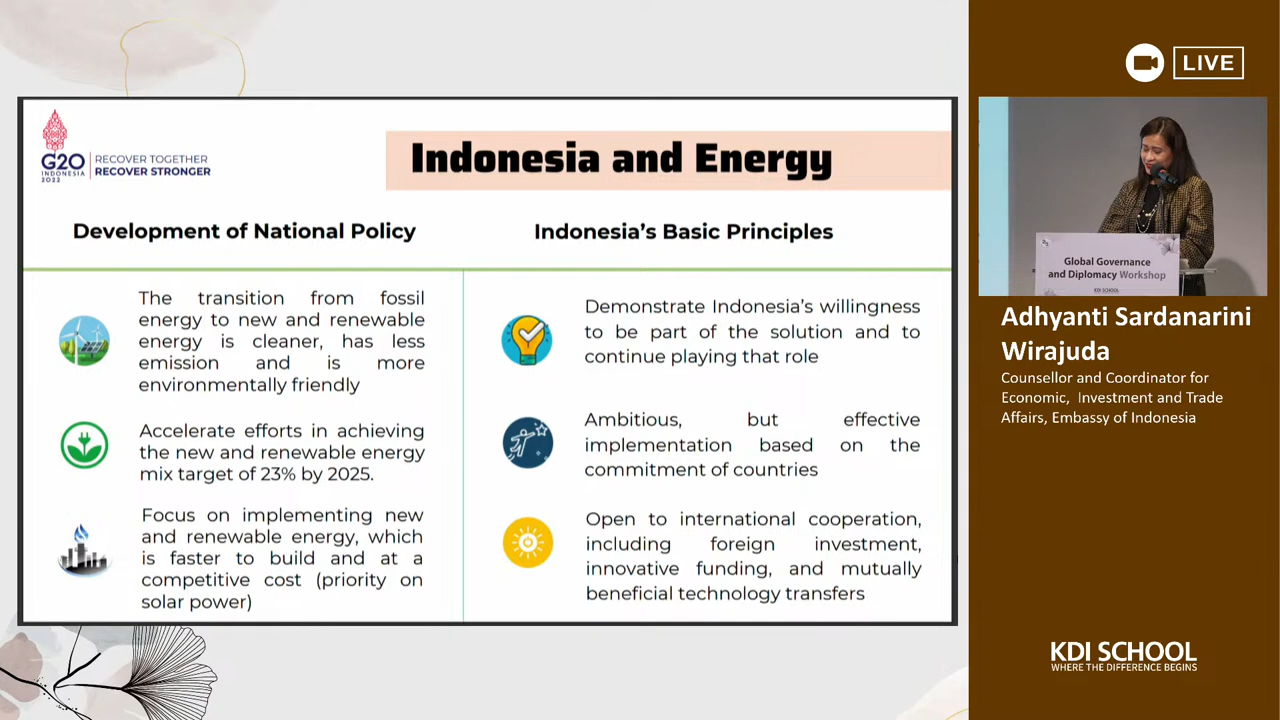 G20
INDONESIA
2022
RECOVER TOGETHER
RECOVER STRONGER
Indonesia and Energy
Development of National Policy
The transition from fossil
energy to new and renewable
energy is cleaner, has less
emission and is more
environmentally friendly
Accelerate efforts in achieving
the new and renewable energy
mix target of 23% by 2025.
Focus on implementing new
and renewable energy, which
is faster to build and at a
competitive cost (priority on
solar power)
Indonesia's Basic Principles
Demonstrate Indonesia's willingness
to be part of the solution and to
continue playing that role
Ambitious, but effective
implementation based on the
commitment of countries
Open to international cooperation,
including foreign investment,
innovative funding, and mutually
beneficial technology transfers
LIVE
Global Governance
and Diplomacy Workshop
KDI SCHOOL
Adhyanti Sardanarini
Wirajuda
Counsellor and Coordinator for
Economic, Investment and Trade
Affairs, Embassy of Indonesia
KDI SCHOOL
WHERE THE DIFFERENCE BEGINS